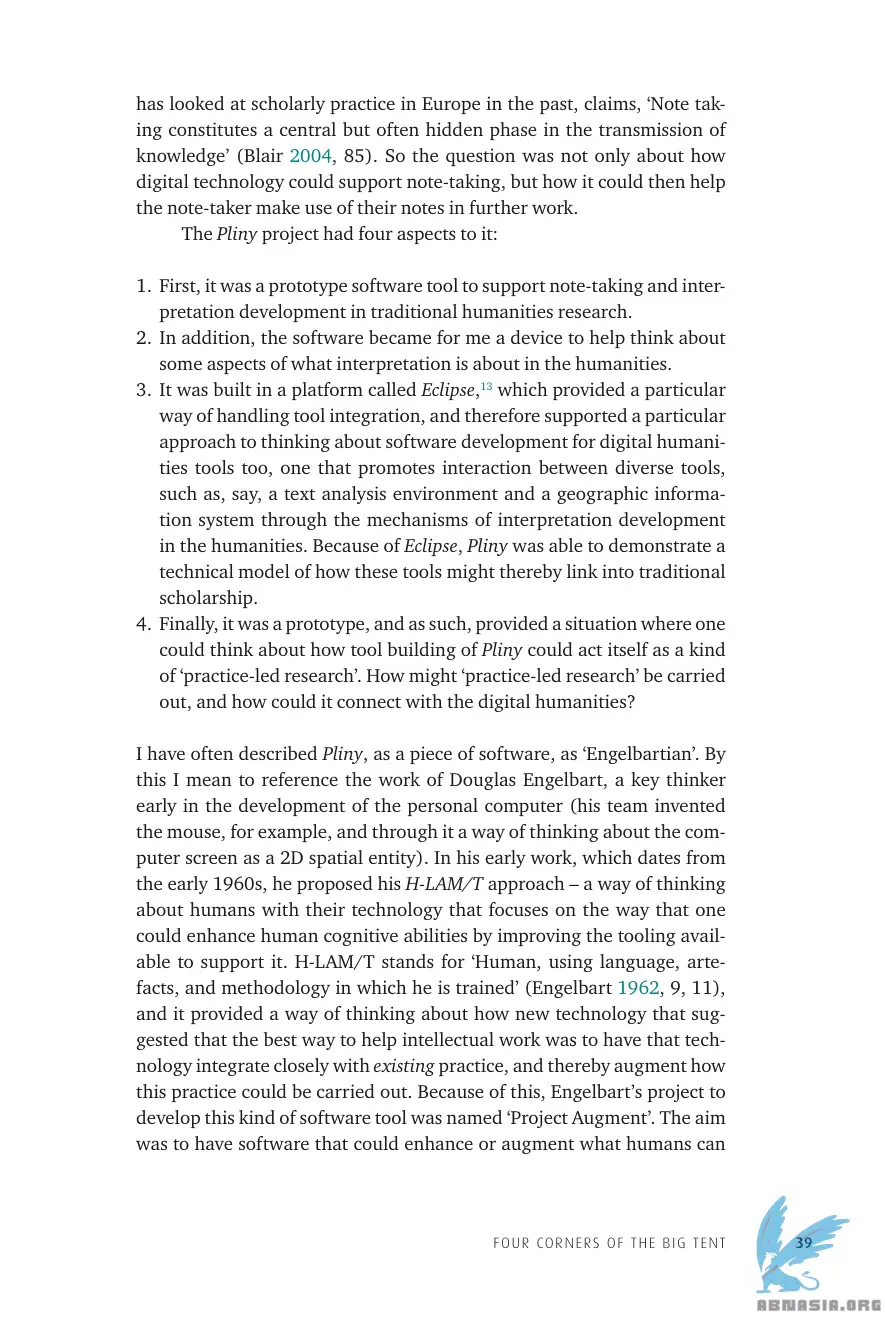 has looked at scholarly practice in Europe in the past, claims, ‘Note tak-
ing constitutes a central but often hidden phase in the transmission of
knowledge’ (Blair 2004, 85). So the question was not only about how
digital technology could support note-taking, but how it could then help
the note-taker make use of their notes in further work.
The Pliny project had four aspects to it:
1. First, it was a prototype software tool to support note-taking and inter-
pretation development in traditional humanities research.
2. In addition, the software became for me a device to help think about
some aspects of what interpretation is about in the humanities.
3. It was built in a platform called Eclipse,13 which provided a particular
way of handling tool integration, and therefore supported a particular
approach to thinking about software development for digital humani-
ties tools too, one that promotes interaction between diverse tools,
such as, say, a text analysis environment and a geographic informa-
tion system through the mechanisms of interpretation development
in the humanities. Because of Eclipse, Pliny was able to demonstrate a
technical model of how these tools might thereby link into traditional
scholarship.
4. Finally, it was a prototype, and as such, provided a situation where one
could think about how tool building of Pliny could act itself as a kind
of ‘practice-led research’. How might ‘practice-led research’ be carried
out, and how could it connect with the digital humanities?
I have often described Pliny, as a piece of software, as ‘Engelbartian’. By
this I mean to reference the work of Douglas Engelbart, a key thinker
early in the development of the personal computer (his team invented
the mouse, for example, and through it a way of thinking about the com-
puter screen as a 2D spatial entity). In his early work, which dates from
the early 1960s, he proposed his H-LAM/T approach – a way of thinking
about humans with their technology that focuses on the way that one
could enhance human cognitive abilities by improving the tooling avail-
able to support it. H-LAM/T stands for ‘Human, using language, arte-
facts, and methodology in which he is trained’ (Engelbart 1962, 9, 11),
and it provided a way of thinking about how new technology that sug-
gested that the best way to help intellectual work was to have that tech-
nology integrate closely with existing practice, and thereby augment how
this practice could be carried out. Because of this, Engelbart’s project to
develop this kind of software tool was named ‘Project Augment’. The aim
was to have software that could enhance or augment what humans can
FOUR CORNERS OF THE BIG TENT 39
ABNASIA.ORG